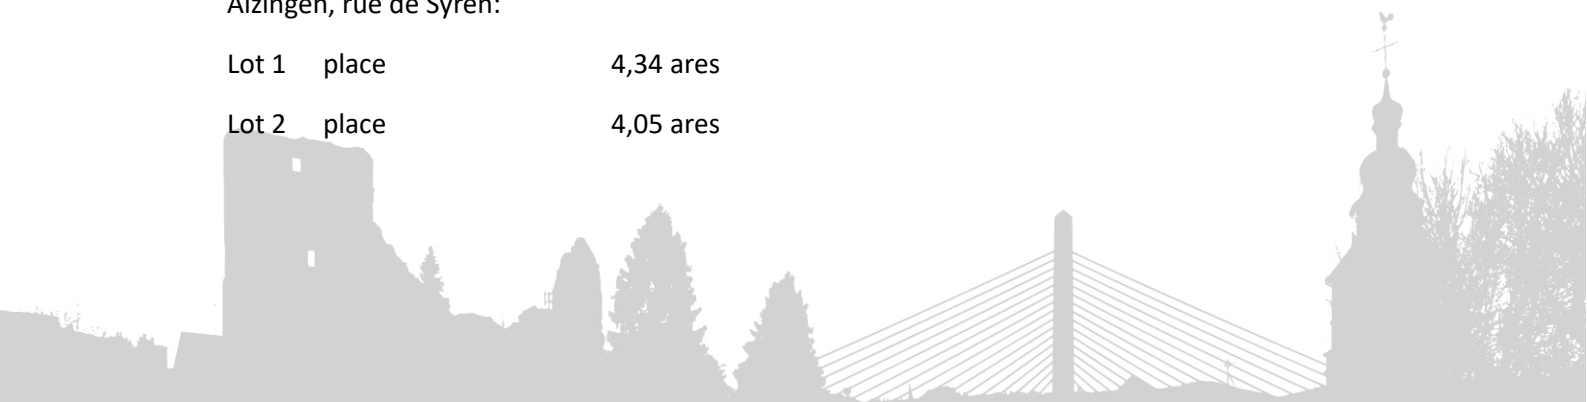 Alzingen, rue de Syren:
Lot 1 place 4,34 ares
Lot 2 place 4,05 ares